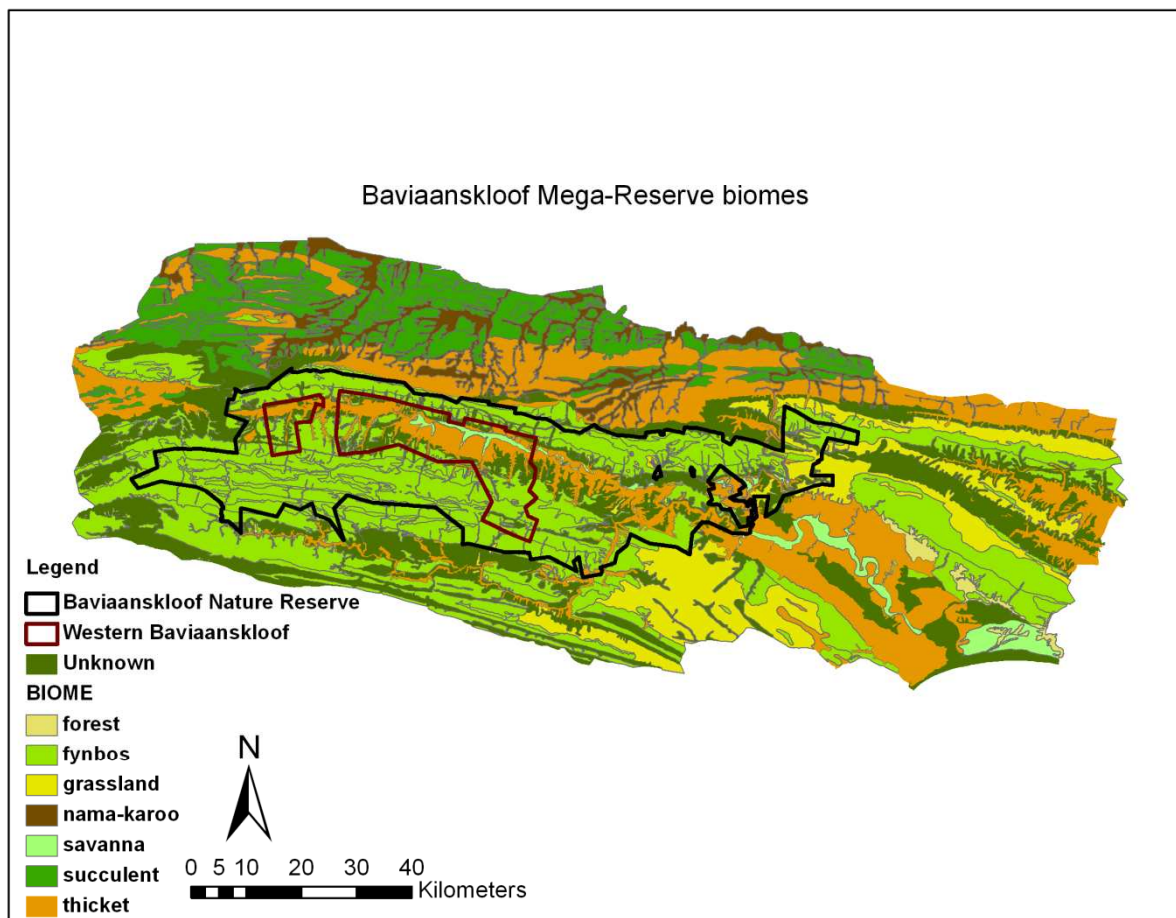 Baviaanskloof Mega-Reserve biomes
Legend
Baviaanskloof Nature Reserve
Western Baviaanskloof
Unknown
BIOME
forest
fynbos
grassland
nama-karoo
savanna
succulent
thicket
N
0 5 10 20 30 40
Kilometers